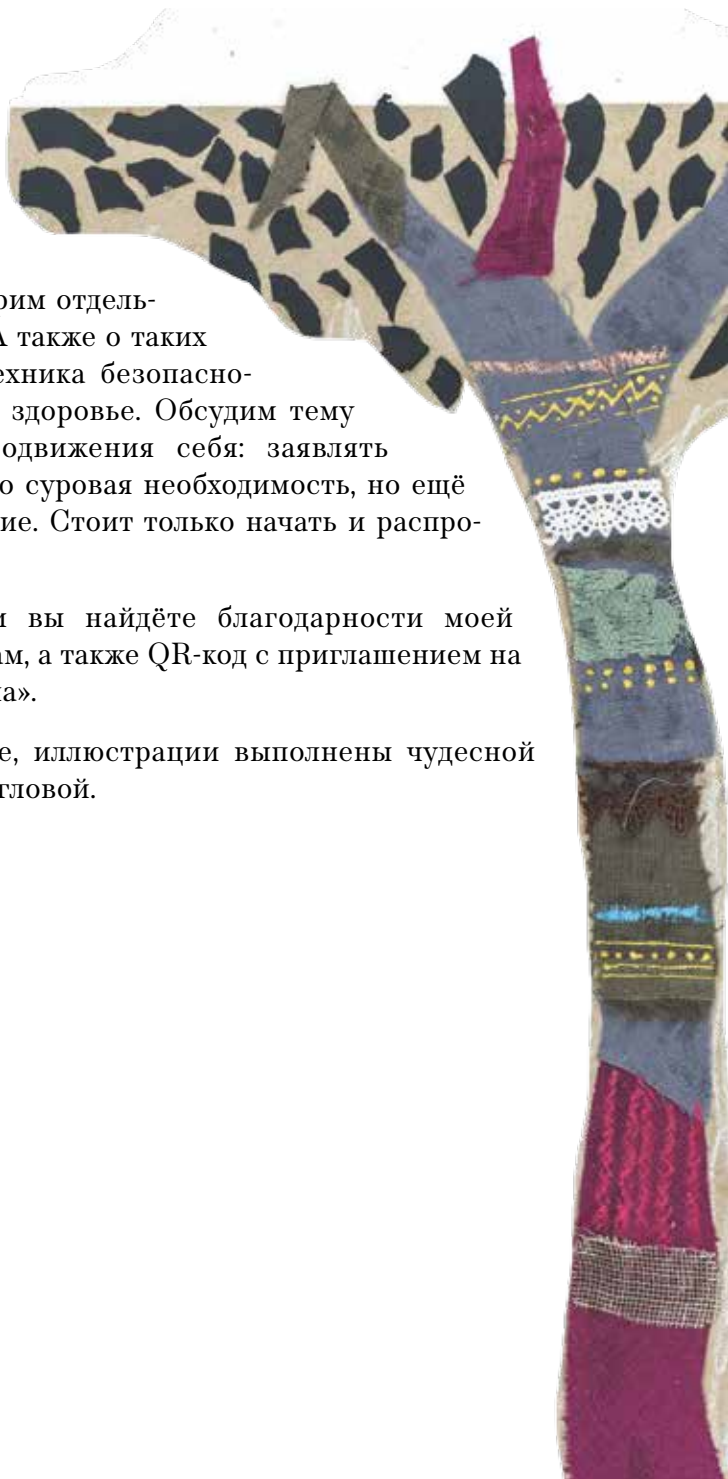 рим отдель-
А также о таких
ехника безопасно-
здоровье. Обсудим тему
одвижения себя: заявлять
о суровая необходимость, но ещё
ие. Стоит только начать и распро-
и вы найдёте благодарности моей
ам, а также QR-код с приглашением на
а».
е, иллюстрации выполнены чудесной
гловой.